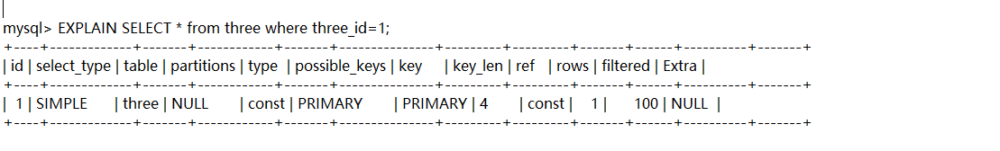 mysql> EXPLAIN SELECT * from three where three_id=1;
+----+-------------+-------+------------+-------+---------------+---------+---------+-------+------+----------+-------+
| id | select_type | table | partitions | type | possible_keys | key | key_len | ref | rows | filtered | Extra |
+----+-------------+-------+------------+-------+---------------+---------+---------+-------+------+----------+-------+
| 1 | SIMPLE | three | NULL | const | PRIMARY | PRIMARY | 4 | const | 1 | 100 | NULL |
+----+-------------+-------+------------+-------+---------------+---------+---------+-------+------+----------+-------+